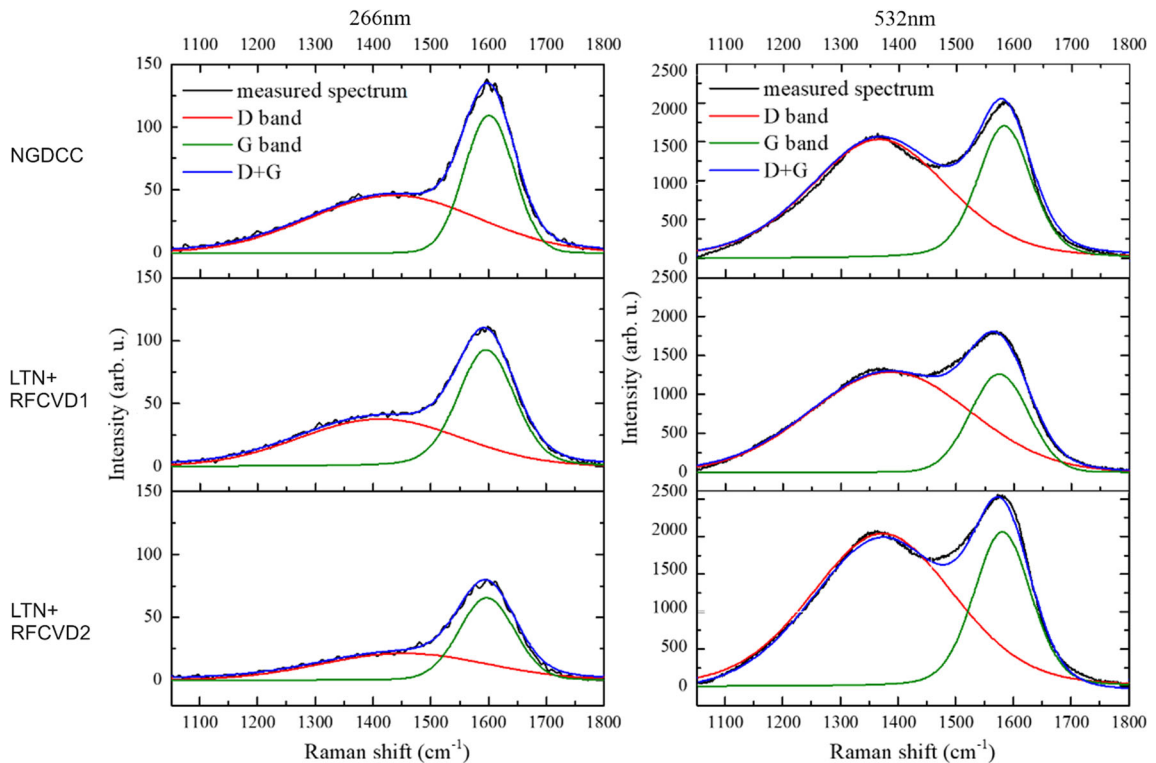 266nm
532nm
1100 1200 1300 1400 1500 1600 1700 1800
1100 1200 1300 1400 1500 1600 1700 1800
NGDCC
150
100
50
0
measured spectrum
D band
G band
D+G
2500
2000
1500
1000
500
0
measured spectrum
D band
G band
D+G
LTN+
RFCVD1
Intensity (arb. u.)
150
100
50
0
Intensity (arb. u.)
2500
2000
1500
1000
500
0
LTN+
RFCVD2
150
100
50
0
2500
2000
1500
1000
500
0
1100 1200 1300 1400 1500 1600 1700 1800
1100 1200 1300 1400 1500 1600 1700 1800
Raman shift (cm⁻¹)
Raman shift (cm⁻¹)